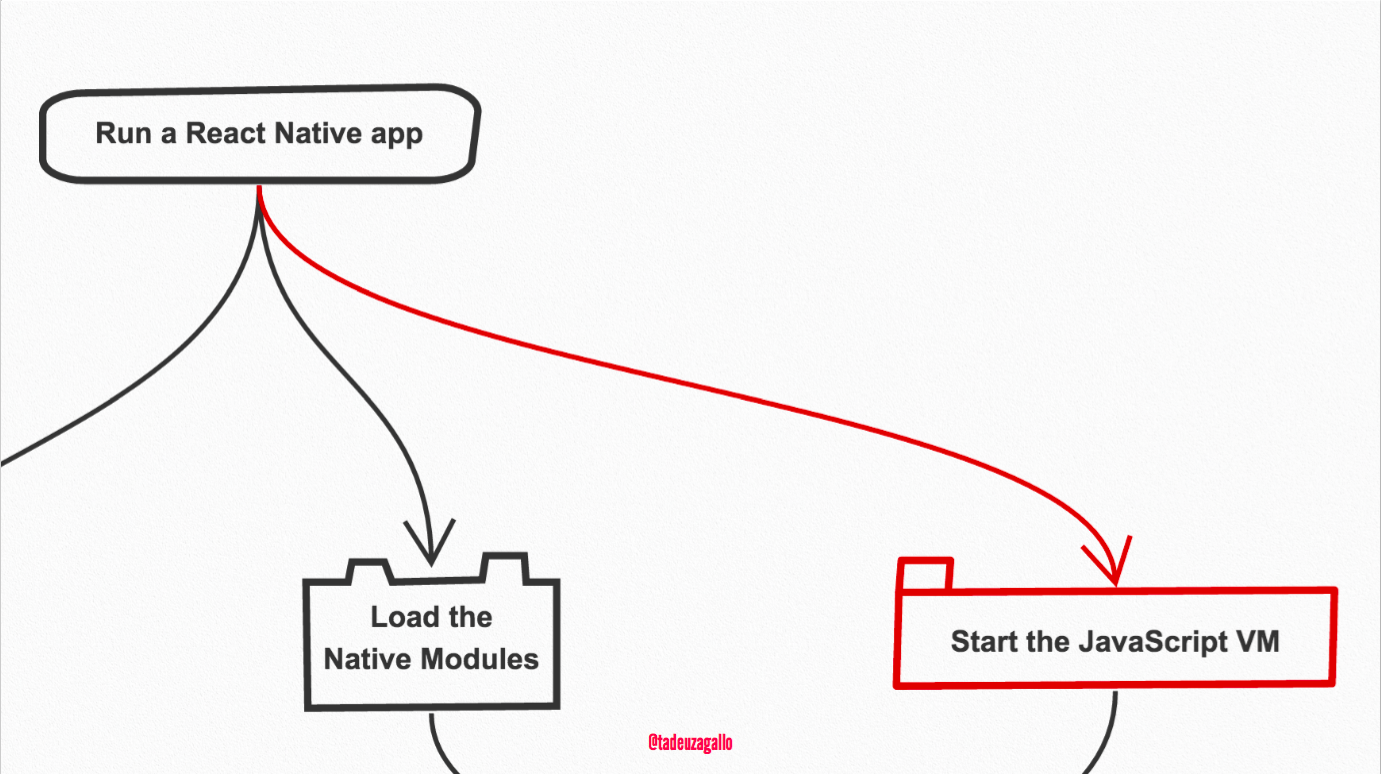 Run a React Native app
Load the
Native Modules
Start the JavaScript VM
@tadeuzagallo